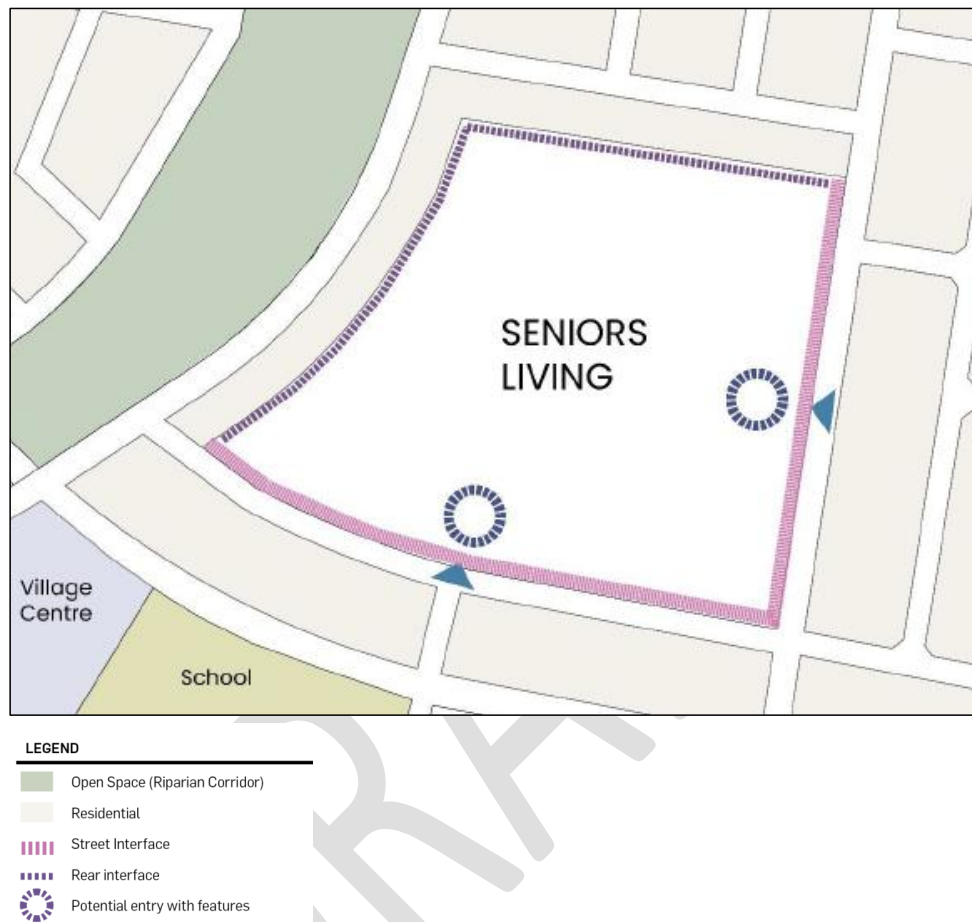 SENIORS
LIVING
Village
Centre
School
LEGEND
Open Space (Riparian Corridor)
Residential
Street Interface
Rear interface
Potential entry with features